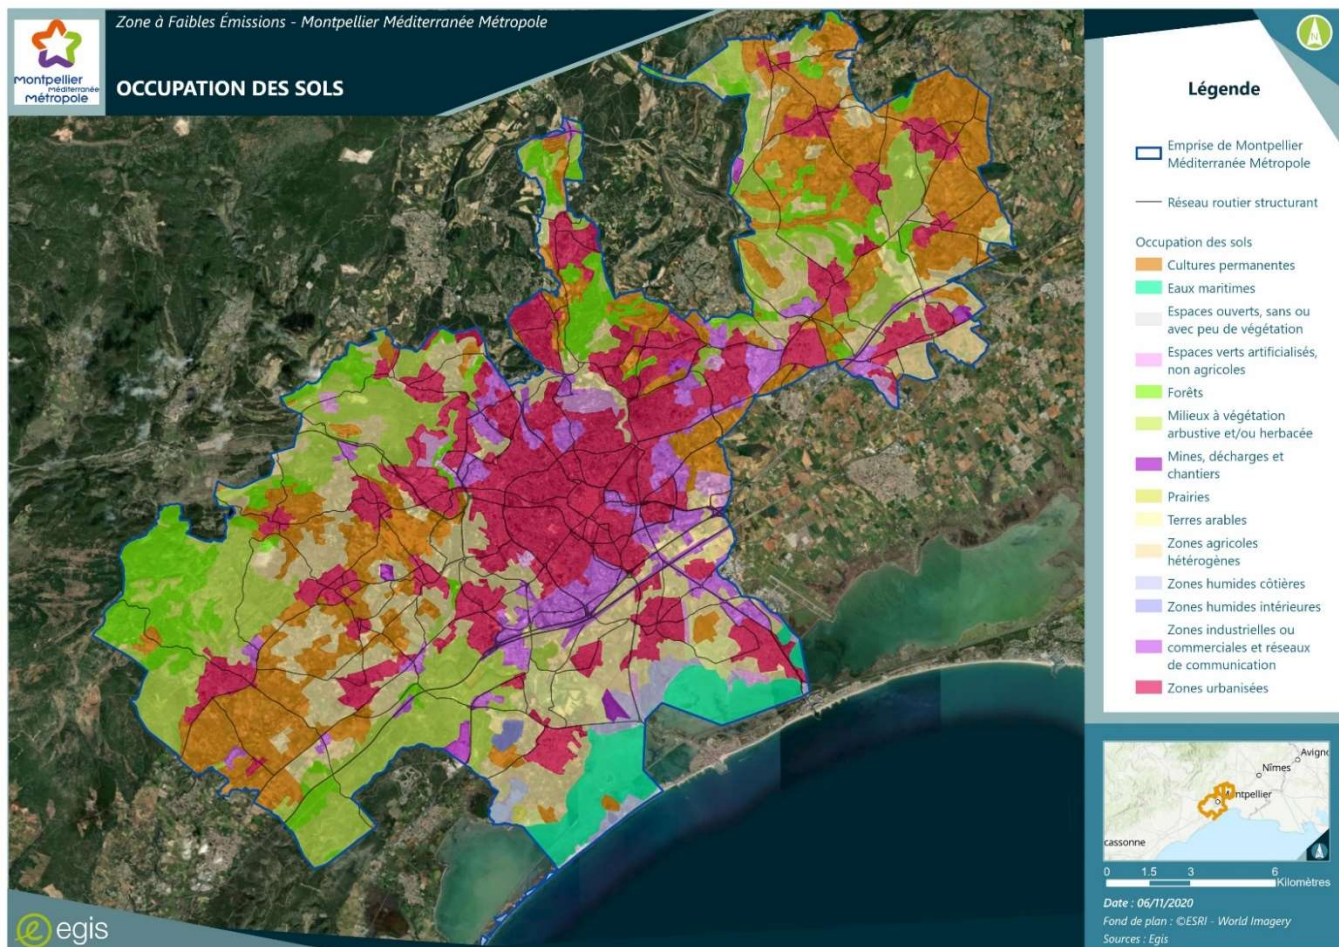 Zone à Faibles Émissions - Montpellier Méditerranée Métropole
montpellier
méditerranée
métropole
OCCUPATION DES SOLS
N
Légende
Emprise de Montpellier
Méditerranée Métropole
Réseau routier structurant
Occupation des sols
Cultures permanentes
Eaux maritimes
Espaces ouverts, sans ou
avec peu de végétation
Espaces verts artificialisés,
non agricoles
Forêts
Milieux à végétation
arbustive et/ou herbacée
Mines, décharges et
chantiers
Prairies
Terres arables
Zones agricoles
hétérogènes
Zones humides côtières
Zones humides intérieures
Zones industrielles ou
commerciales et réseaux
de communication
Zones urbanisées
Avigno
Nîmes
ntpellier
cassonne
0 1.5 3 6
Kilomètres
Date : 06/11/2020
Fond de plan : ©ESRI - World Imagery
Sources : Egis
egis